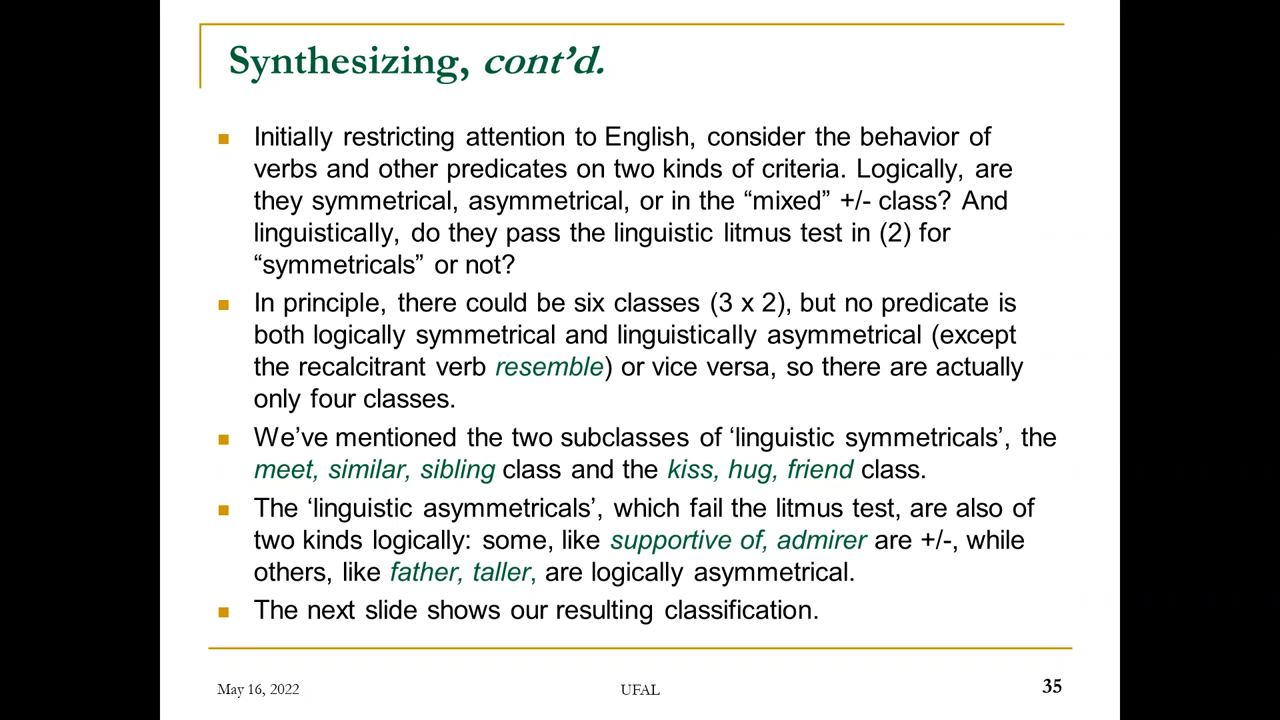 Synthesizing, cont’d.
Initially restricting attention to English, consider the behavior of
verbs and other predicates on two kinds of criteria. Logically, are
they symmetrical, asymmetrical, or in the “mixed” +/- class? And
linguistically, do they pass the linguistic litmus test in (2) for
“symmetricals” or not?
In principle, there could be six classes (3 x 2), but no predicate is
both logically symmetrical and linguistically asymmetrical (except
the recalcitrant verb resemble) or vice versa, so there are actually
only four classes.
We’ve mentioned the two subclasses of ‘linguistic symmetricals’, the
meet, similar, sibling class and the kiss, hug, friend class.
The ‘linguistic asymmetricals’, which fail the litmus test, are also of
two kinds logically: some, like supportive of, admirer are +/-, while
others, like father, taller, are logically asymmetrical.
The next slide shows our resulting classification.
May 16, 2022
UFAL
35